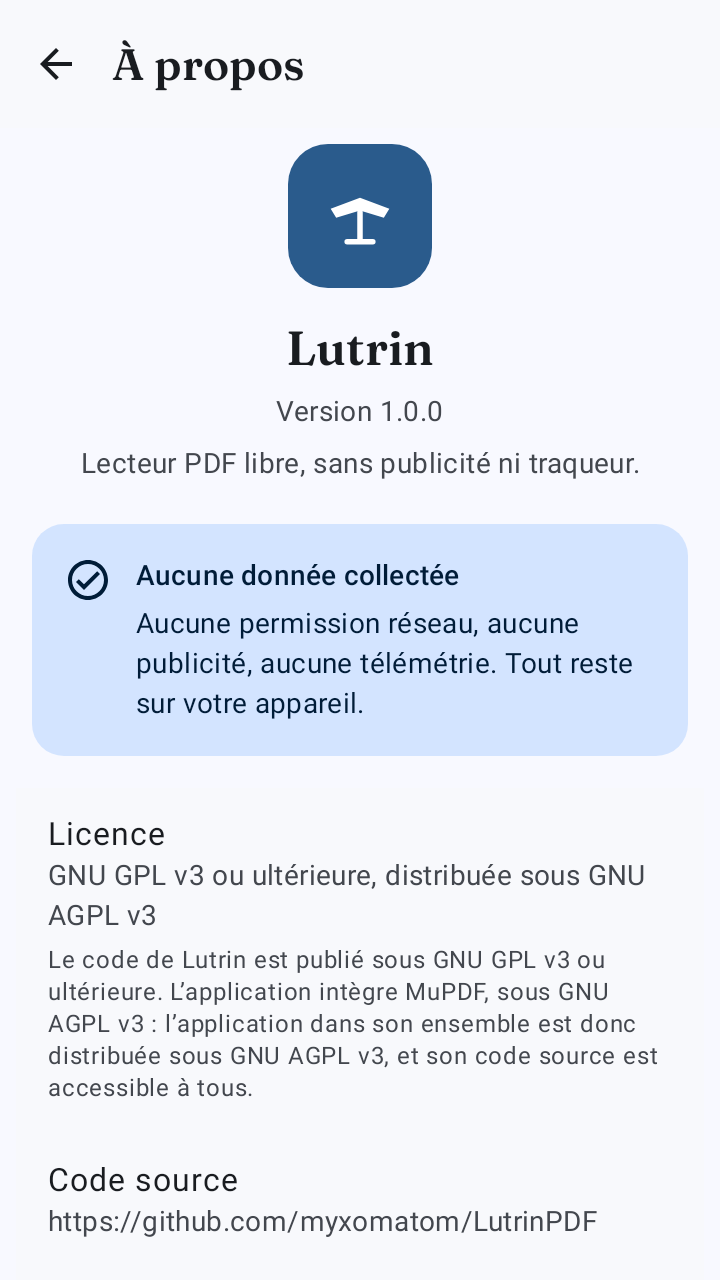 À propos
Lutrin
Version 1.0.0
Lecteur PDF libre, sans publicité ni traqueur.
Aucune donnée collectée
Aucune permission réseau, aucune
publicité, aucune télémétrie. Tout reste
sur votre appareil.
Licence
GNU GPL v3 ou ultérieure, distribuée sous GNU
AGPL v3
Le code de Lutrin est publié sous GNU GPL v3 ou
ultérieure. L’application intègre MuPDF, sous GNU
AGPL v3 : l’application dans son ensemble est donc
distribuée sous GNU AGPL v3, et son code source est
accessible à tous.
Code source
https://github.com/myxomatom/LutrinPDF